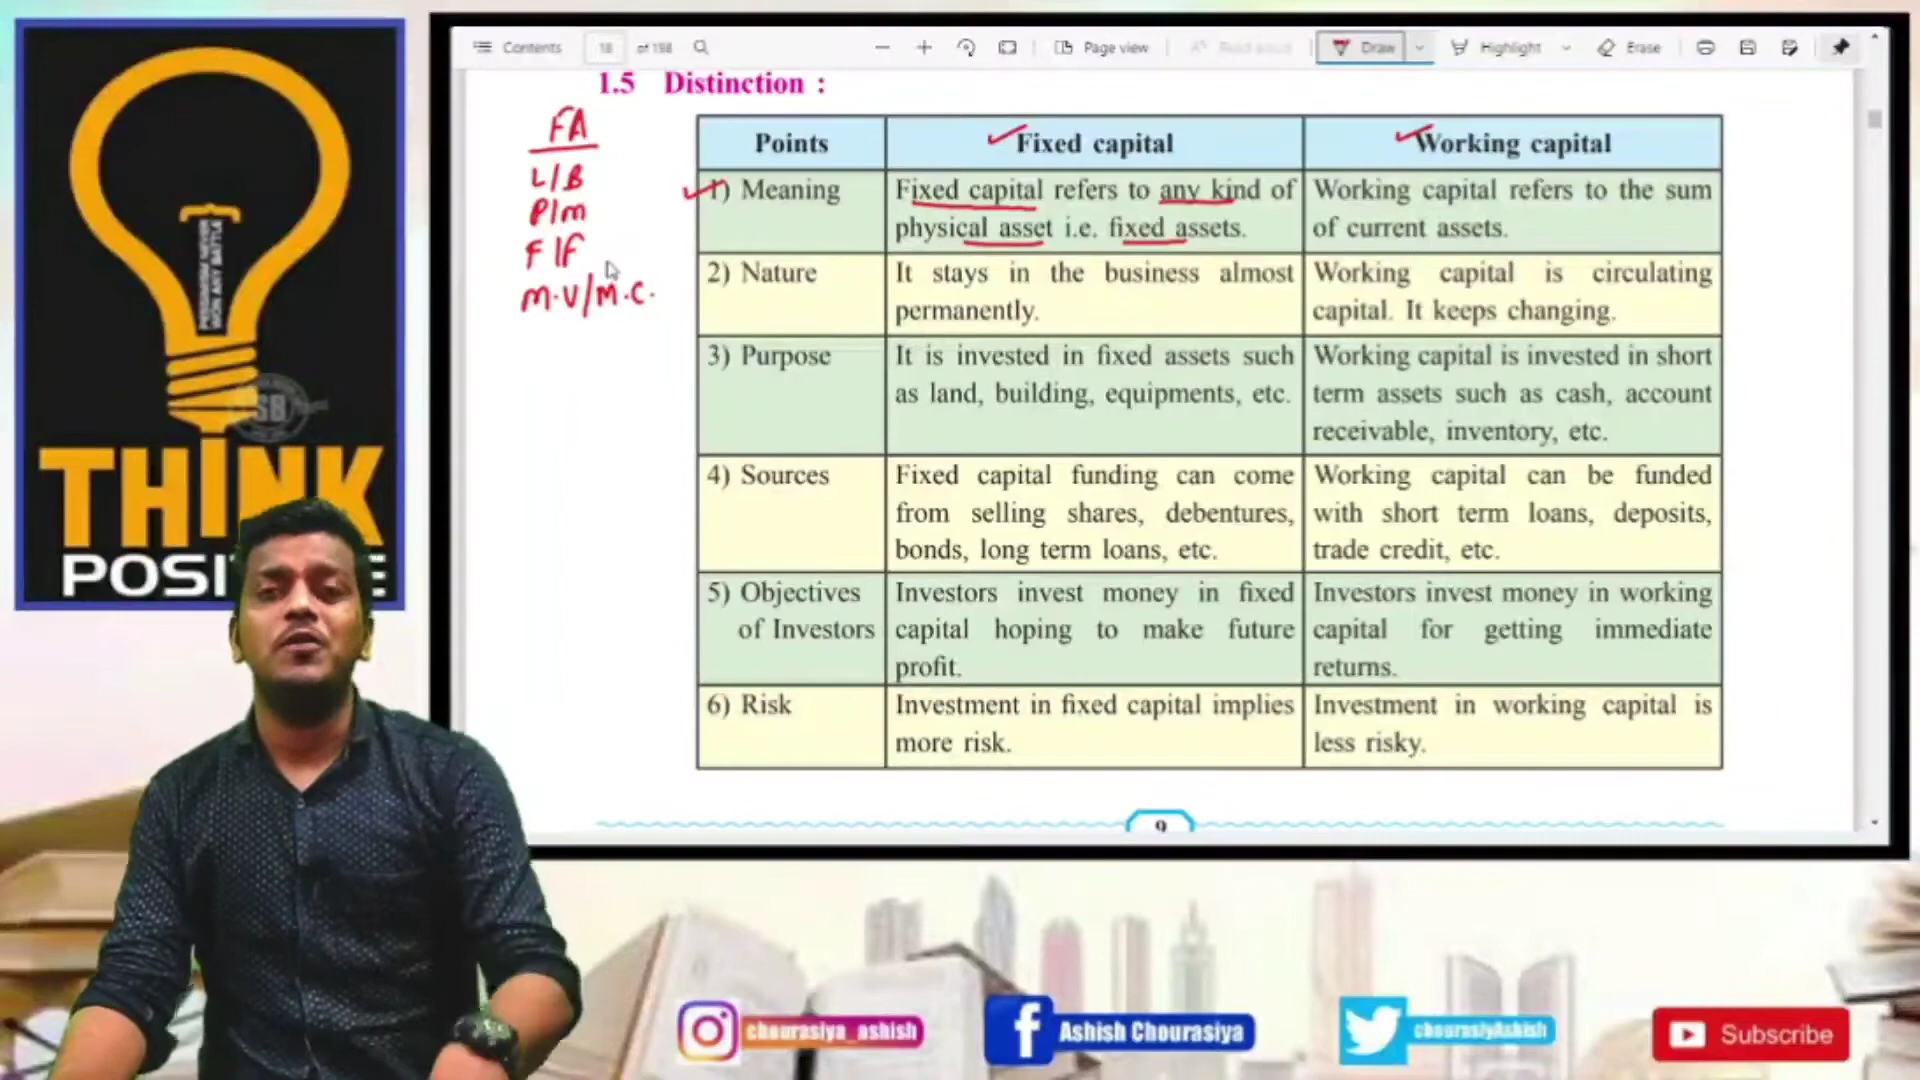 Contents 18 of 198 Page view Read aloud Draw Highlight Erase
1.5 Distinction :
FA
L/B
P/m
F/F
M.V/M.C.
Points Fixed capital Working capital
1) Meaning
Fixed capital refers to any kind of
physical asset i.e. fixed assets.
Working capital refers to the sum
of current assets.
2) Nature
It stays in the business almost
permanently.
Working capital is circulating
capital. It keeps changing.
3) Purpose
It is invested in fixed assets such
as land, building, equipments, etc.
Working capital is invested in short
term assets such as cash, account
receivable, inventory, etc.
4) Sources
Fixed capital funding can come
from selling shares, debentures,
bonds, long term loans, etc.
Working capital can be funded
with short term loans, deposits,
trade credit, etc.
5) Objectives
of Investors
Investors invest money in fixed
capital hoping to make future
profit.
Investors invest money in working
capital for getting immediate
returns.
6) Risk
Investment in fixed capital implies
more risk.
Investment in working capital is
less risky.
9
THINK
POSITIVE
chourasiya_ashish
f Ashish Chourasiya
chourasiyAshish
Subscribe